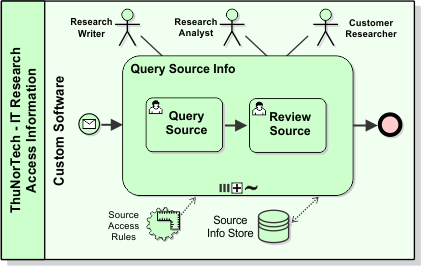 ThuNorTech - IT Research
Access Information
Custom Software
Research
Writer
Research
Analyst
Customer
Researcher
Query Source Info
Query
Source
Review
Source
Source
Access
Rules
Source
Info Store